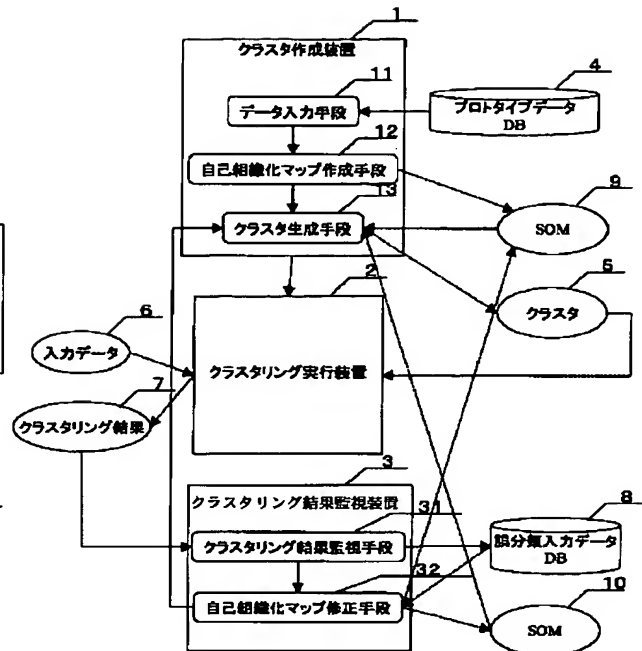 1
クラスタ作成装置
11
データ入力手段
4
プロトタイプデータ
DB
12
自己組織化マップ作成手段
13
クラスタ生成手段
9
SOM
2
5
クラスタ
6
入力データ
クラスタリング実行装置
7
クラスタリング結果
3
クラスタリング結果監視装置
31
クラスタリング結果監視手段
8
誤分類入力データ
DB
32
自己組織化マップ修正手段
10
SOM